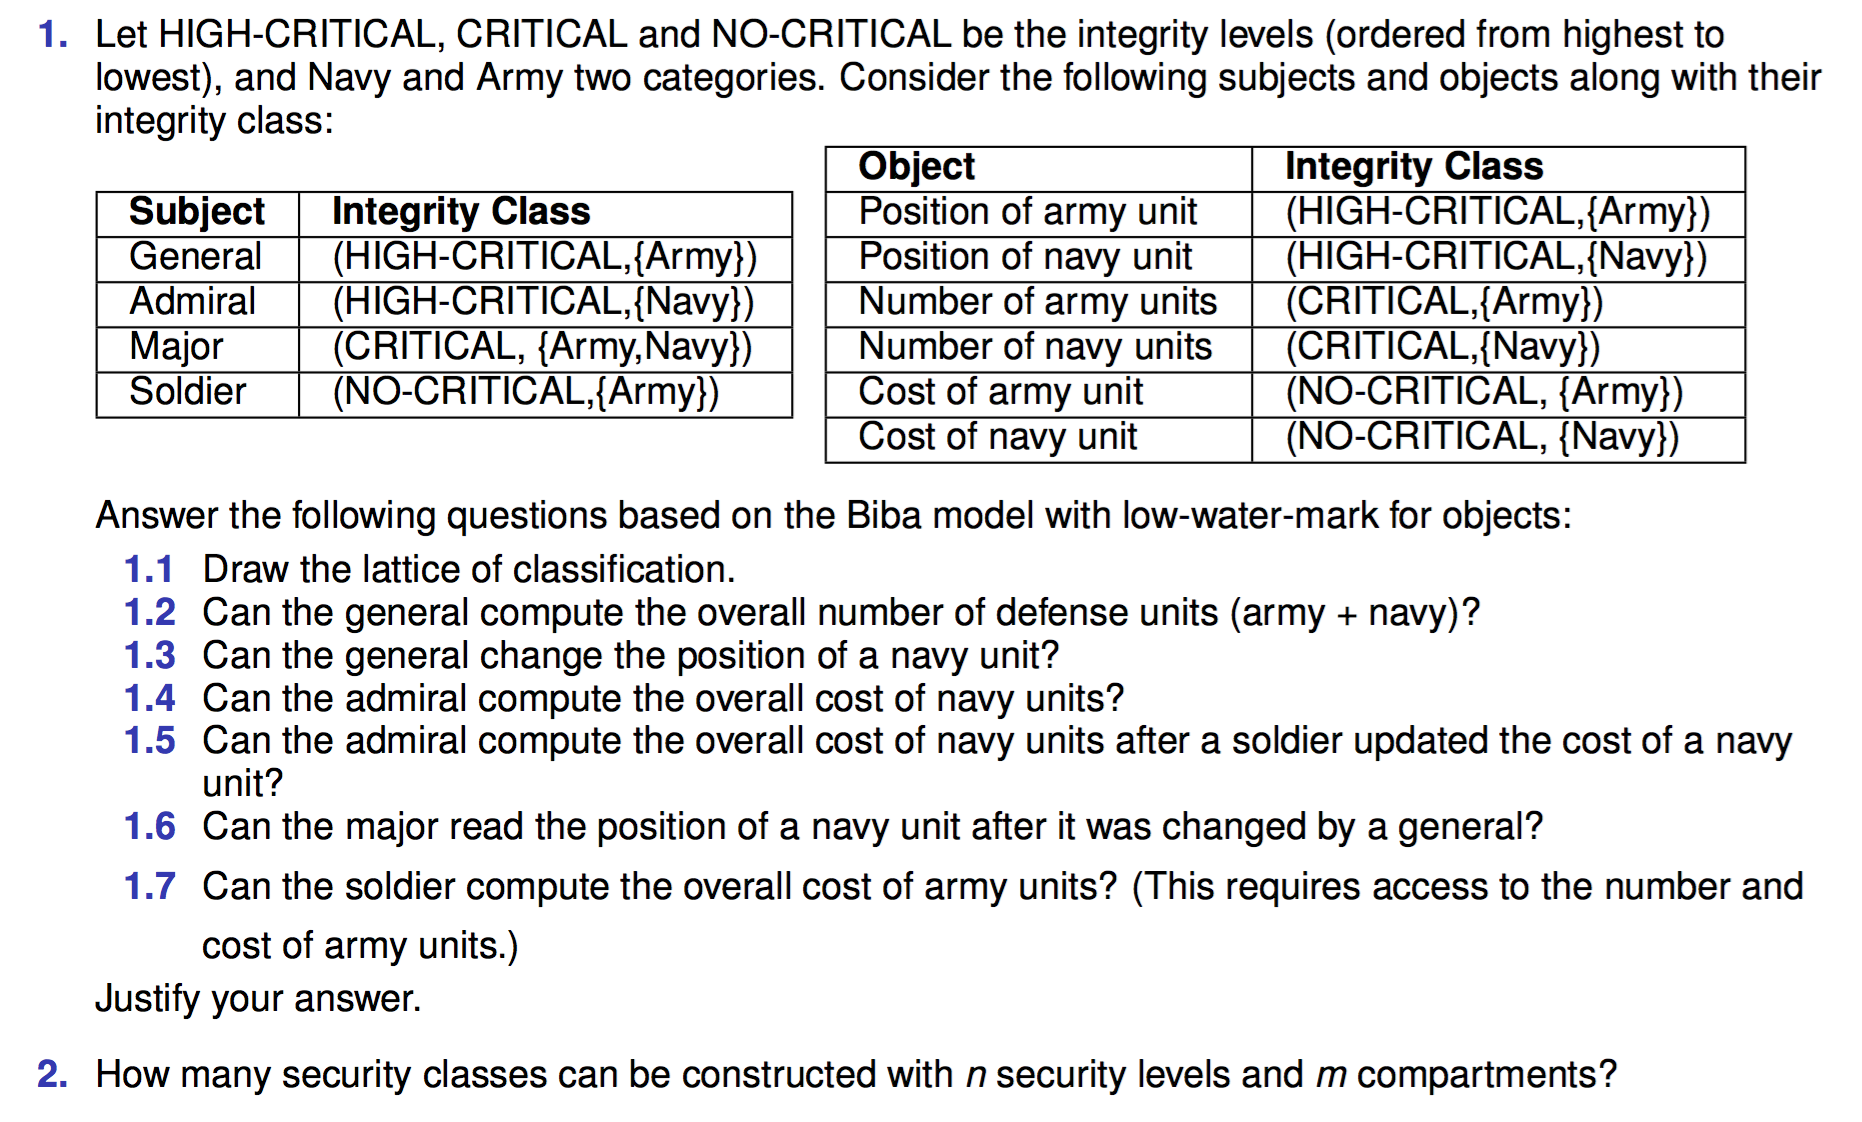 1. Let HIGH-CRITICAL, CRITICAL and NO-CRITICAL be the integrity levels (ordered from highest to
lowest), and Navy and Army two categories. Consider the following subjects and objects along with their
integrity class:
Subject Integrity Class
General (HIGH-CRITICAL,{Army})
Admiral (HIGH-CRITICAL,{Navy})
Major (CRITICAL, {Army,Navy})
Soldier (NO-CRITICAL,{Army})
Object Integrity Class
Position of army unit (HIGH-CRITICAL,{Army})
Position of navy unit (HIGH-CRITICAL,{Navy})
Number of army units (CRITICAL,{Army})
Number of navy units (CRITICAL,{Navy})
Cost of army unit (NO-CRITICAL, {Army})
Cost of navy unit (NO-CRITICAL, {Navy})
Answer the following questions based on the Biba model with low-water-mark for objects:
1.1 Draw the lattice of classification.
1.2 Can the general compute the overall number of defense units (army + navy)?
1.3 Can the general change the position of a navy unit?
1.4 Can the admiral compute the overall cost of navy units?
1.5 Can the admiral compute the overall cost of navy units after a soldier updated the cost of a navy
unit?
1.6 Can the major read the position of a navy unit after it was changed by a general?
1.7 Can the soldier compute the overall cost of army units? (This requires access to the number and
cost of army units.)
Justify your answer.
2. How many security classes can be constructed with n security levels and m compartments?